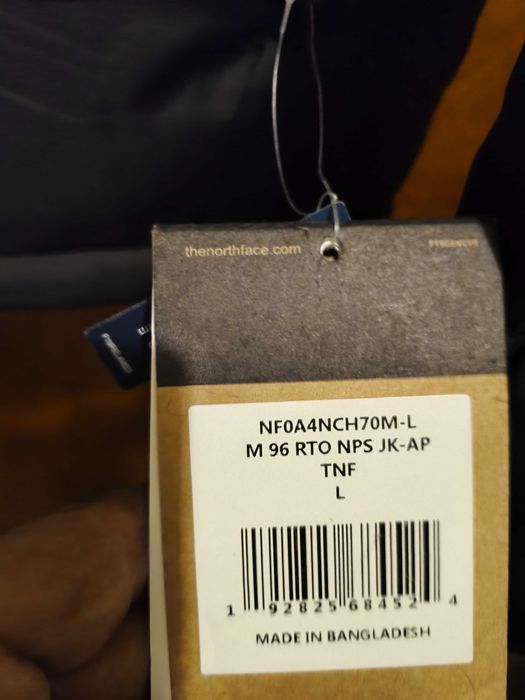 thenorthface.com
NF0A4NCH70M-L
M 96 RTO NPS JK-AP
TNF
L
1 92825 68452 4
MADE IN BANGLADESH